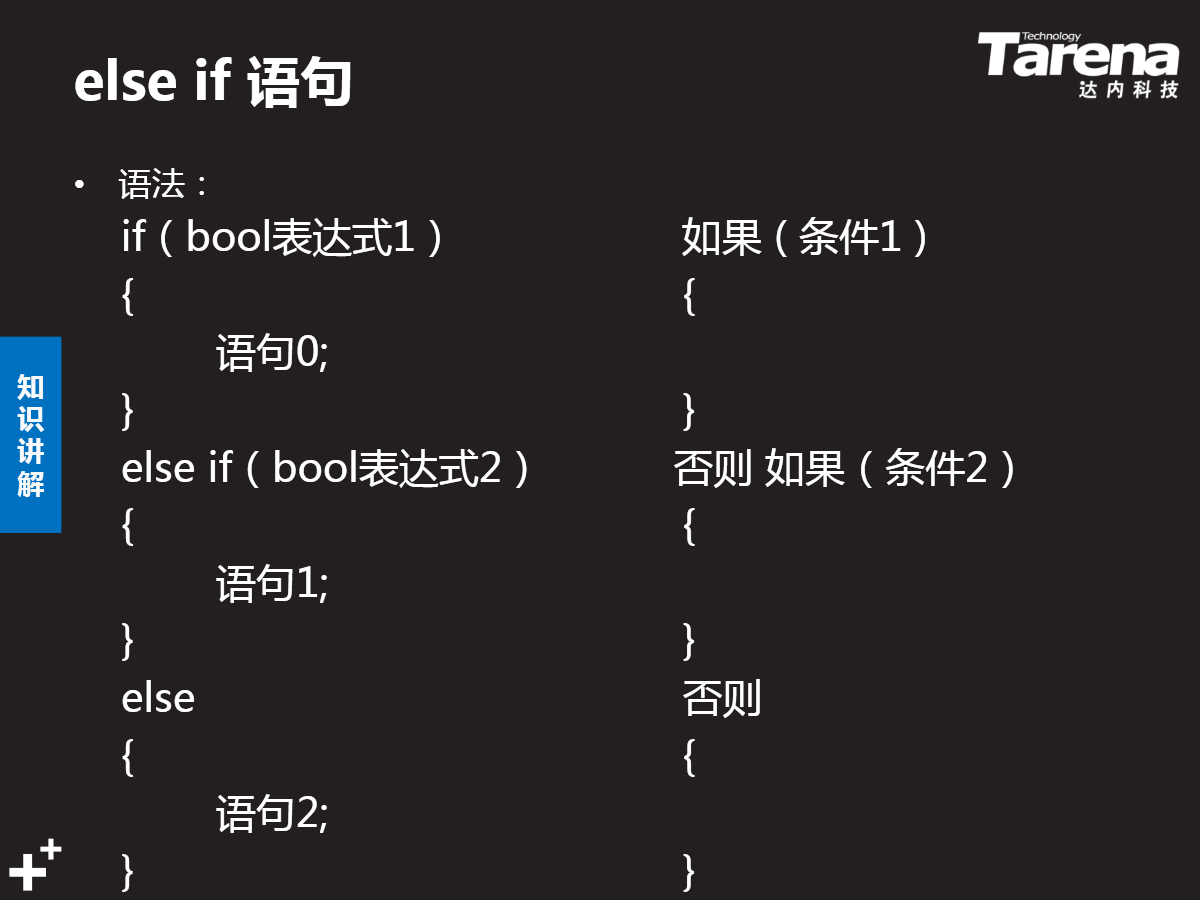 else if 语句
Technology
Tarena
达内科技
• 语法：
if（bool表达式1） 如果（条件1）
{ {
语句0;
} }
else if（bool表达式2） 否则 如果（条件2）
{ {
语句1;
} }
else 否则
{ {
语句2;
} }
知识讲解